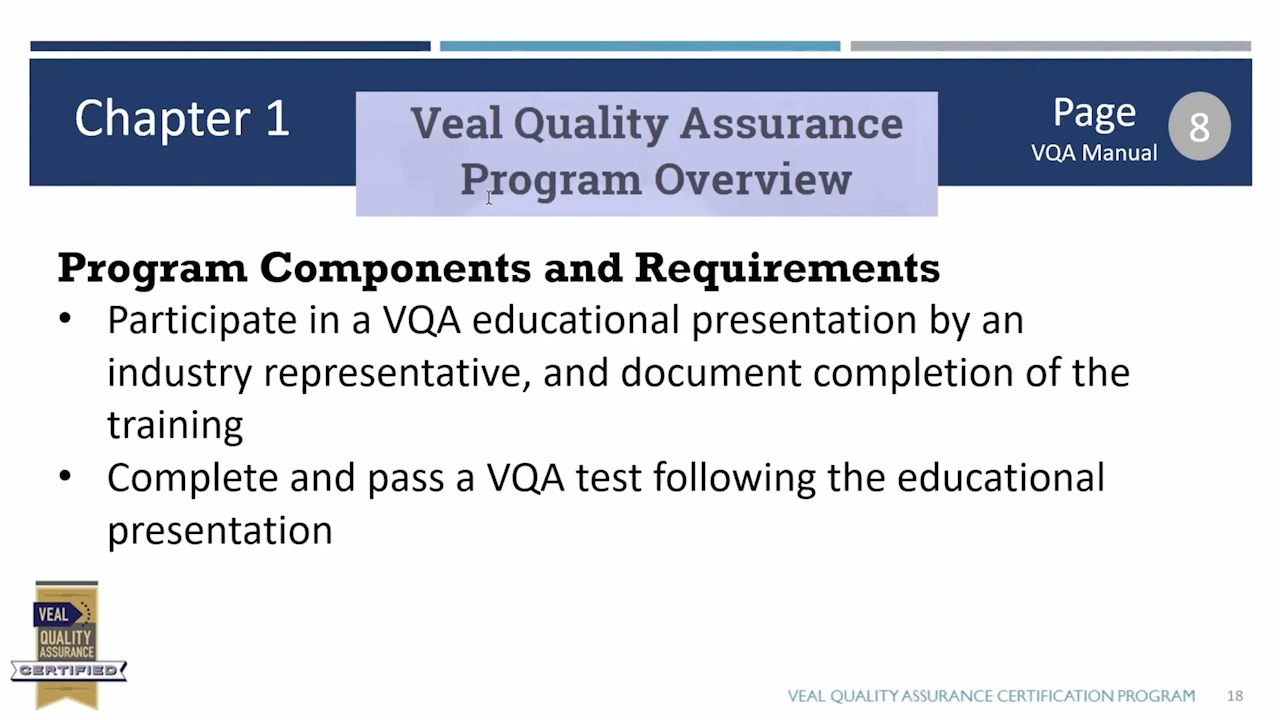 Chapter 1
Veal Quality Assurance
Program Overview
Page
VQA Manual
8
Program Components and Requirements
• Participate in a VQA educational presentation by an
industry representative, and document completion of the
training
• Complete and pass a VQA test following the educational
presentation
VEAL
QUALITY
ASSURANCE
CERTIFIED
VEAL QUALITY ASSURANCE CERTIFICATION PROGRAM
18